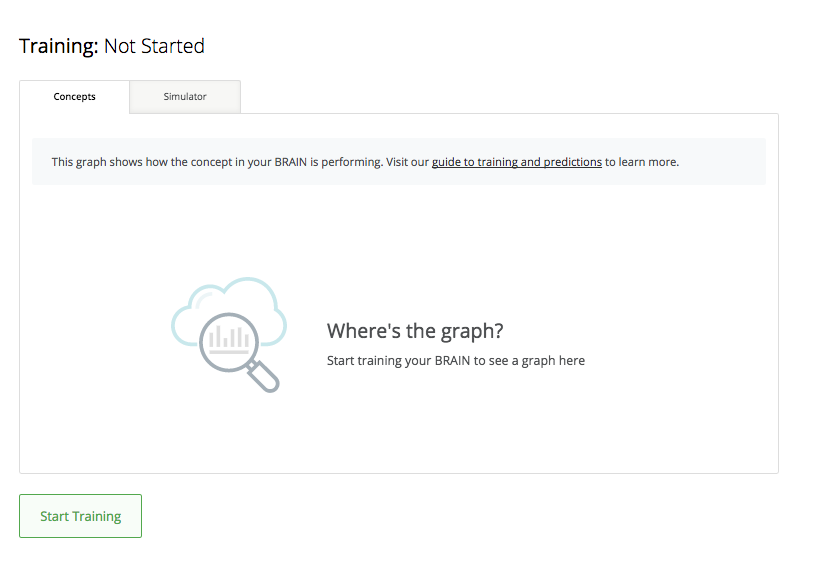 Training: Not Started
Concepts
Simulator
This graph shows how the concept in your BRAIN is performing. Visit our guide to training and predictions to learn more.
Where's the graph?
Start training your BRAIN to see a graph here
Start Training